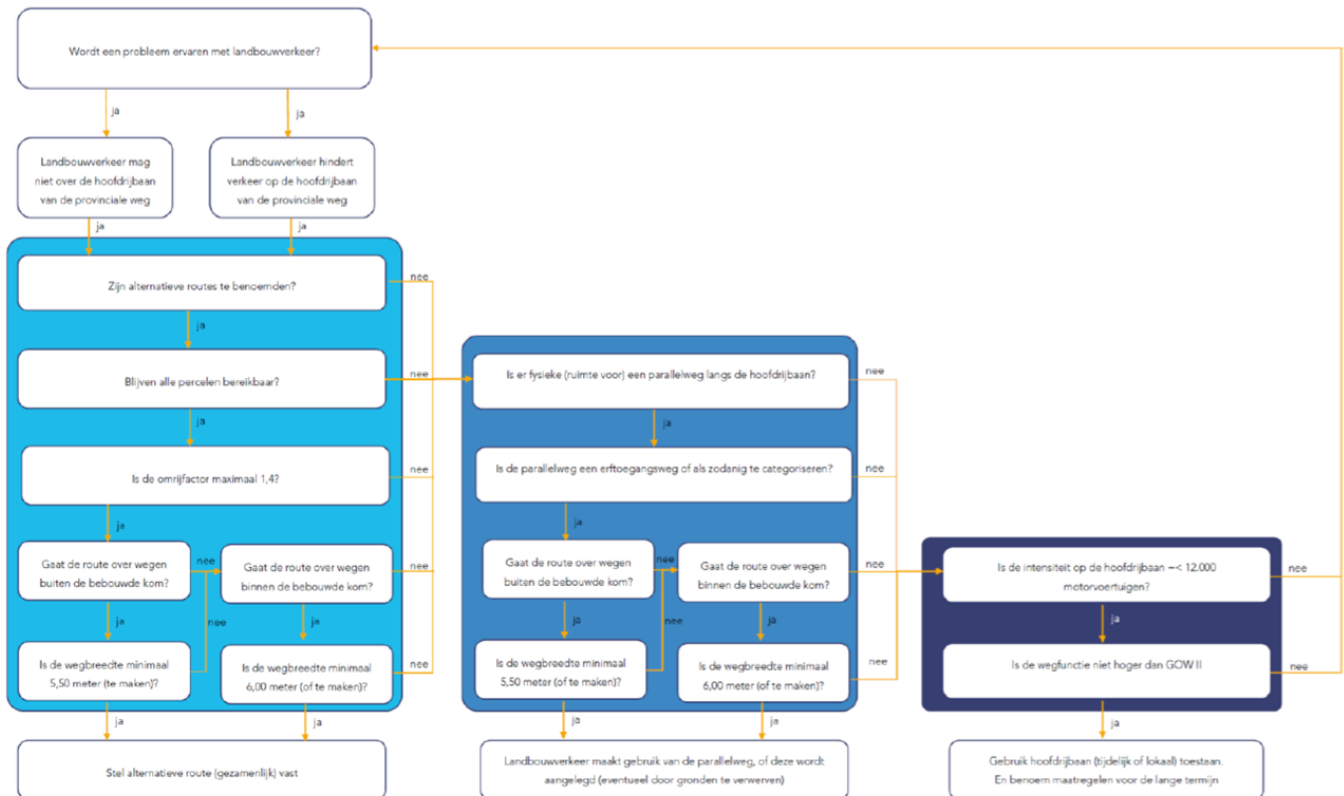 Wordt een probleem ervaren met landbouwverkeer?
ja
ja
Landbouwverkeer mag
niet over de hoofdrijbaan
van de provinciale weg
Landbouwverkeer hindert
verkeer op de hoofdrijbaan
van de provinciale weg
ja
ja
Zijn alternatieve routes te benoemden?
nee
ja
Blijven alle percelen bereikbaar?
nee
ja
Is de omrijfactor maximaal 1,4?
nee
ja
Gaat de route over wegen
buiten de bebouwde kom?
nee
Gaat de route over wegen
binnen de bebouwde kom?
nee
ja
nee
ja
Is de wegbreedte minimaal
5,50 meter (te maken)?
Is de wegbreedte minimaal
6,00 meter (of te maken)?
nee
ja
ja
Stel alternatieve route (gezamenlijk) vast
Is er fysieke (ruimte voor) een parallelweg langs de hoofdrijbaan?
nee
ja
Is de parallelweg een erftoegangsweg of als zodanig te categoriseren?
nee
ja
Gaat de route over wegen
buiten de bebouwde kom?
nee
Gaat de route over wegen
binnen de bebouwde kom?
nee
ja
nee
ja
Is de wegbreedte minimaal
5,50 meter (of te maken)?
Is de wegbreedte minimaal
6,00 meter (of te maken)?
nee
ja
ja
Landbouwverkeer maakt gebruik van de parallelweg, of deze wordt
aangelegd (eventueel door gronden te verwerven)
Is de intensiteit op de hoofdrijbaan ~< 12.000
motorvoertuigen?
nee
ja
Is de wegfunctie niet hoger dan GOW II
nee
ja
Gebruik hoofdrijbaan (tijdelijk of lokaal) toestaan.
En benoem maatregelen voor de lange termijn